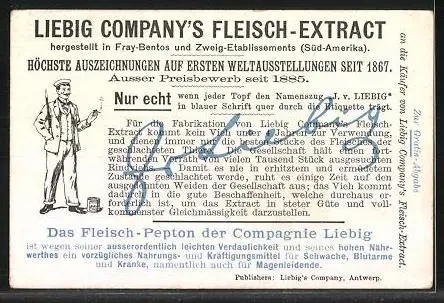 LIEBIG COMPANY'S FLEISCH-EXTRACT
hergestellt in Fray-Bentos und Zweig-Etablissements (Süd-Amerika).
HÖCHSTE AUSZEICHNUNGEN AUF ERSTEN WELTAUSSTELLUNGEN SEIT 1867.
Ausser Preisbewerb seit 1885.
Nur echt wenn jeder Topf den Namenszug „J. v. LIEBIG"
in blauer Schrift quer durch die Etiquette trägt.
Für die Fabrikation von Liebig Company's Fleisch-
Extract kommt kein Vieh unter 4 Jahren zur Verwendung,
und denen immer nur die besten Stücke des Fleisches der
geschlachteten Thiere. Die Gesellschaft hält einen
währenden Vorrath von vielen Tausend Stück ausgesuchten
Rindern. Damit es nie in erhitztem und ermüdetem
Zustande geschlachtet werde, ruht es einige Zeit auf den
ausgedehnten Weiden der Gesellschaft aus; das Vieh kommt
dadurch in die gute Beschaffenheit, welche durchaus erfor-
derlich ist, um das Extract in steter Güte und voll-
kommenster Gleichmässigkeit darzustellen.
J v Liebig
Das Fleisch-Pepton der Compagnie Liebig
ist wegen seiner ausserordentlich leichten Verdaulichkeit und seines hohen Nähr-
werthes ein vorzügliches Nahrungs- und Kräftigungsmittel für Schwache, Blutarme
und Kranke, namentlich auch für Magenleidende.
Publishers: Liebig's Company, Antwerp.
Zur Gratis-Abgabe
an die Käufer von Liebig Company's Fleisch-Extract.